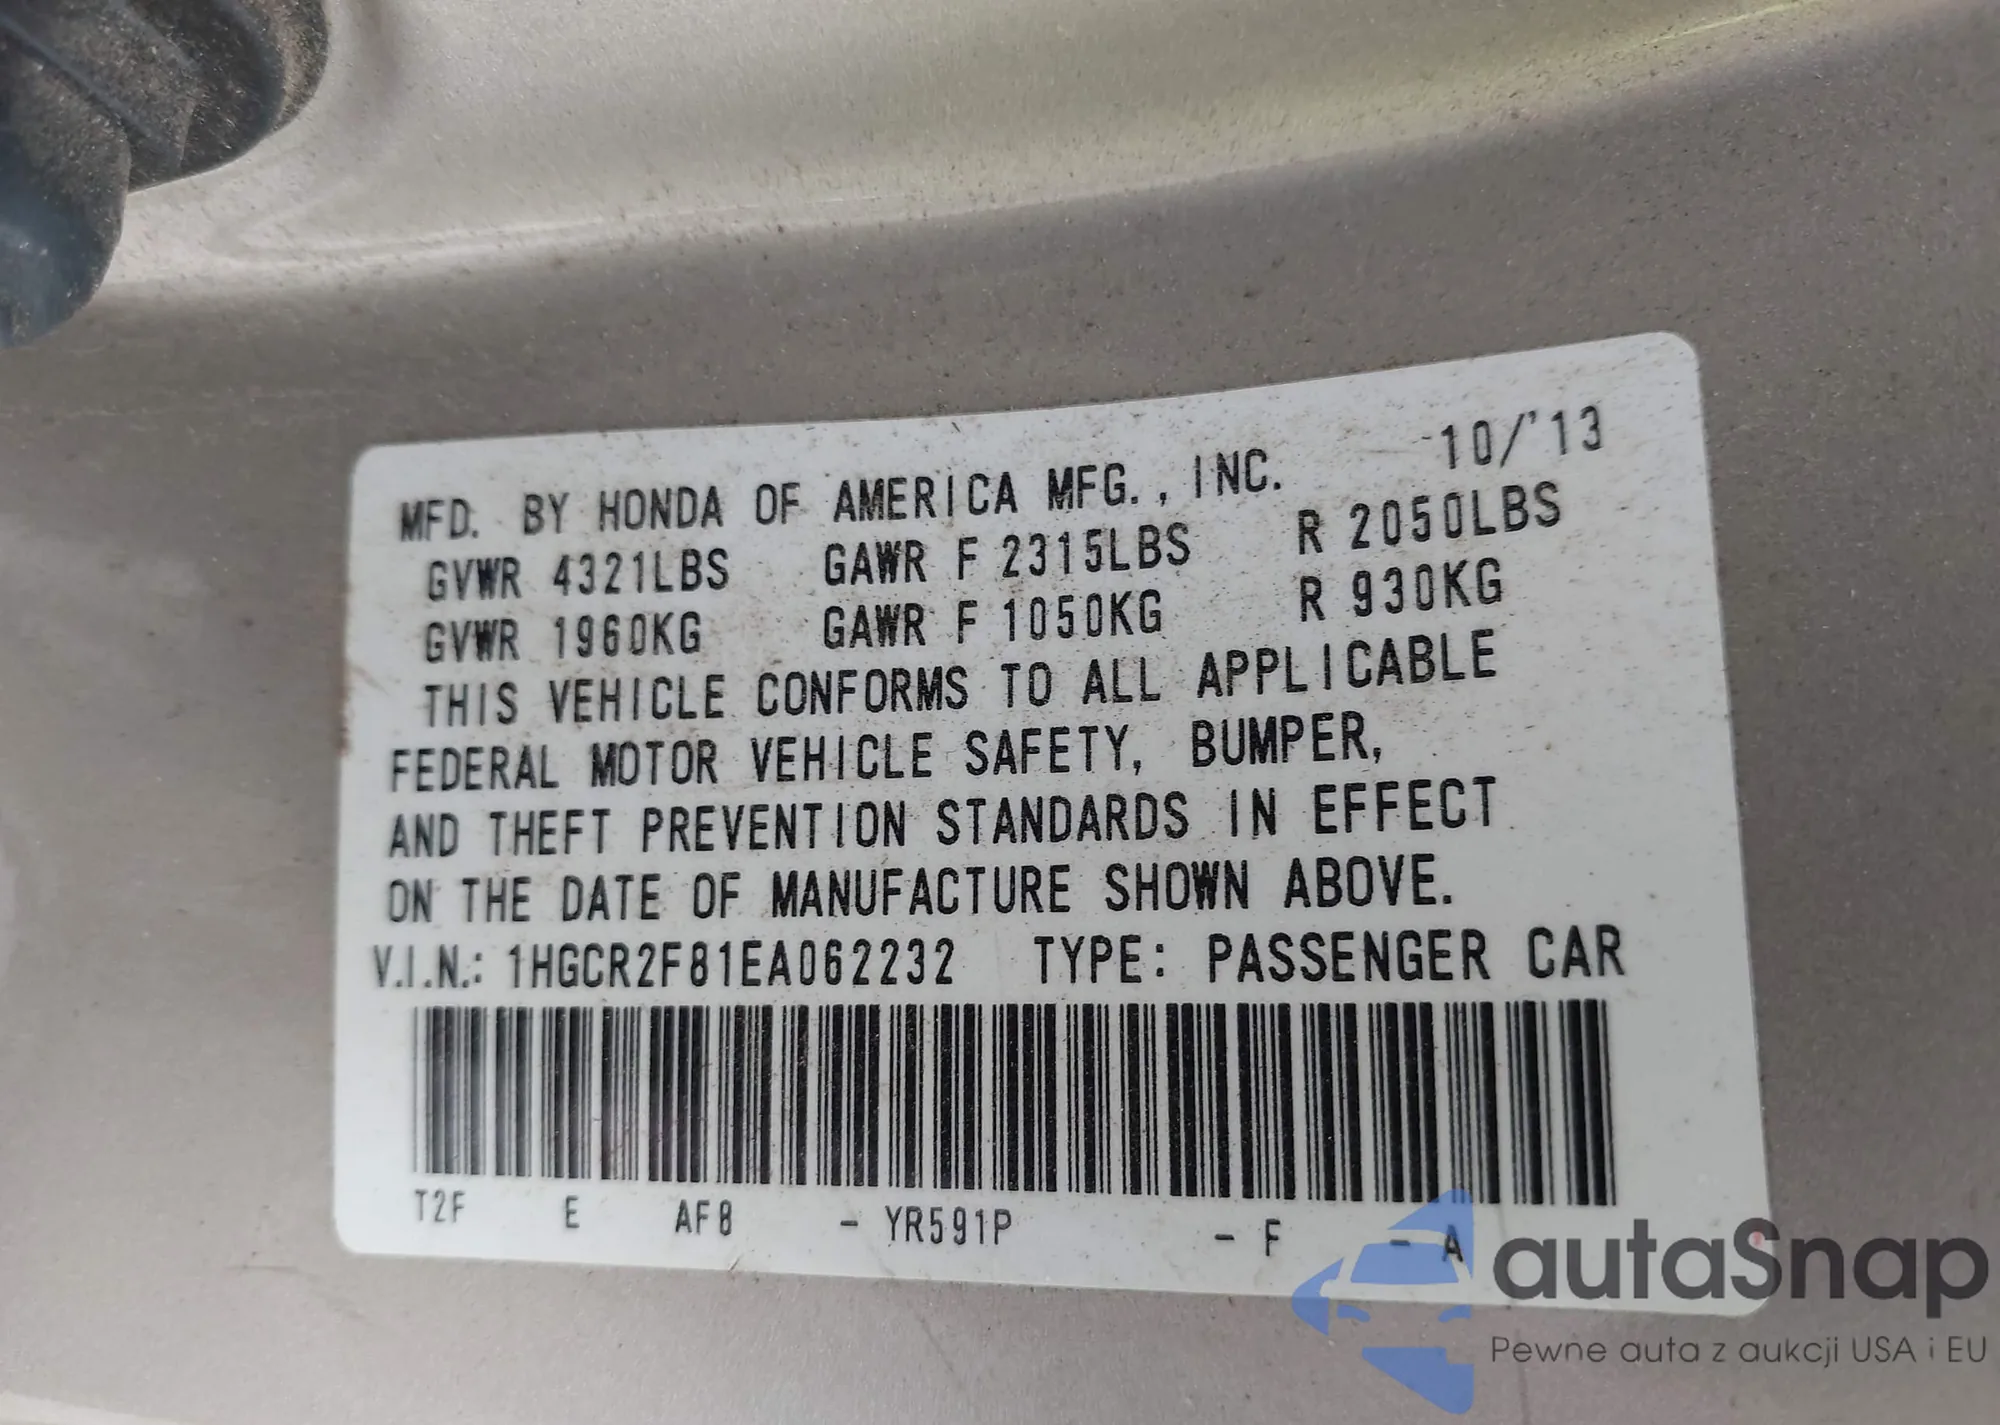 MFD. BY HONDA OF AMERICA MFG., INC. 10/'13
GVWR 4321LBS GAWR F 2315LBS R 2050LBS
GVWR 1960KG GAWR F 1050KG R 930KG
THIS VEHICLE CONFORMS TO ALL APPLICABLE
FEDERAL MOTOR VEHICLE SAFETY, BUMPER,
AND THEFT PREVENTION STANDARDS IN EFFECT
ON THE DATE OF MANUFACTURE SHOWN ABOVE.
V.I.N.: 1HGCR2F81EA062232 TYPE: PASSENGER CAR
T2F E AF8 - YR591P - F - A
autaSnap
Pewne auta z aukcji USA i EU